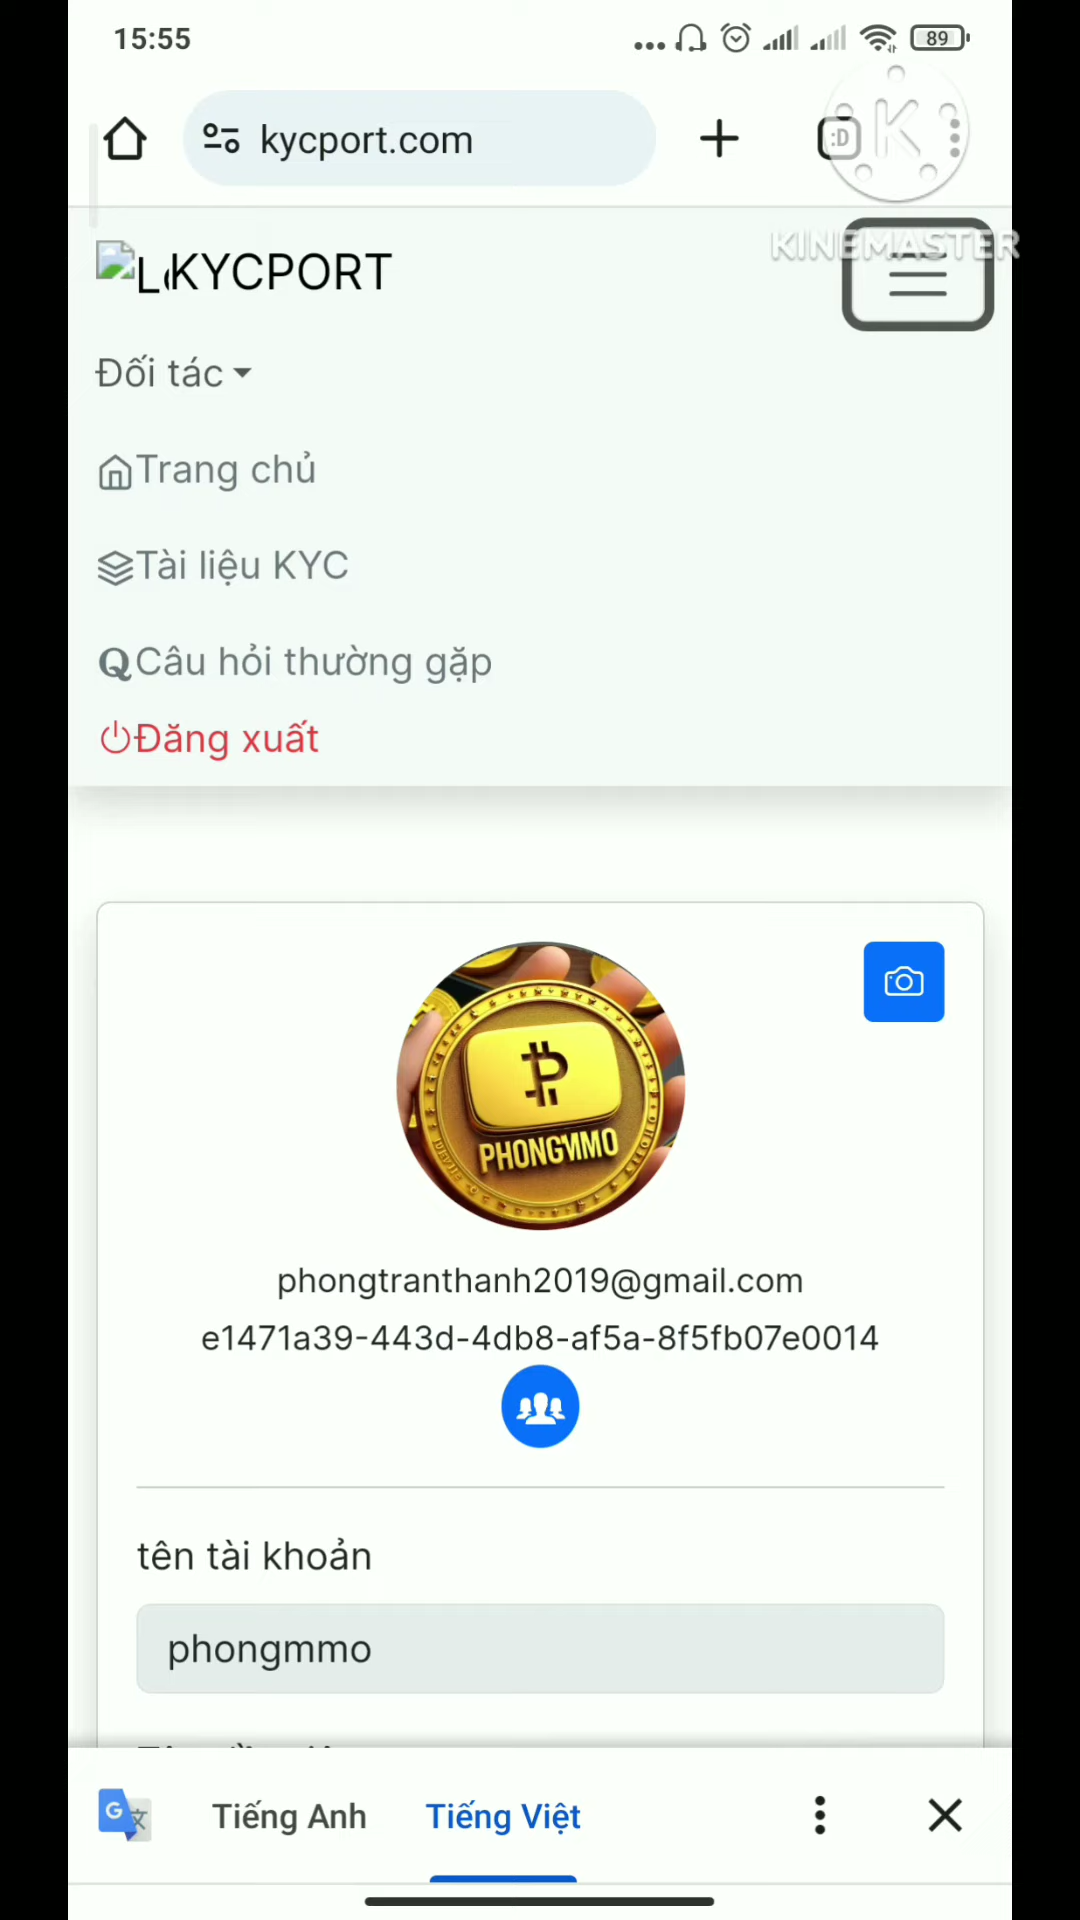 15:55
89
kycport.com
:D
K
KINEMASTER
KYCPORT
Đối tác
Trang chủ
Tài liệu KYC
Câu hỏi thường gặp
Đăng xuất
PHONGMMO
phongtranthanh2019@gmail.com
e1471a39-443d-4db8-af5a-8f5fb07e0014
tên tài khoản
phongmmo
Tiếng Anh
Tiếng Việt